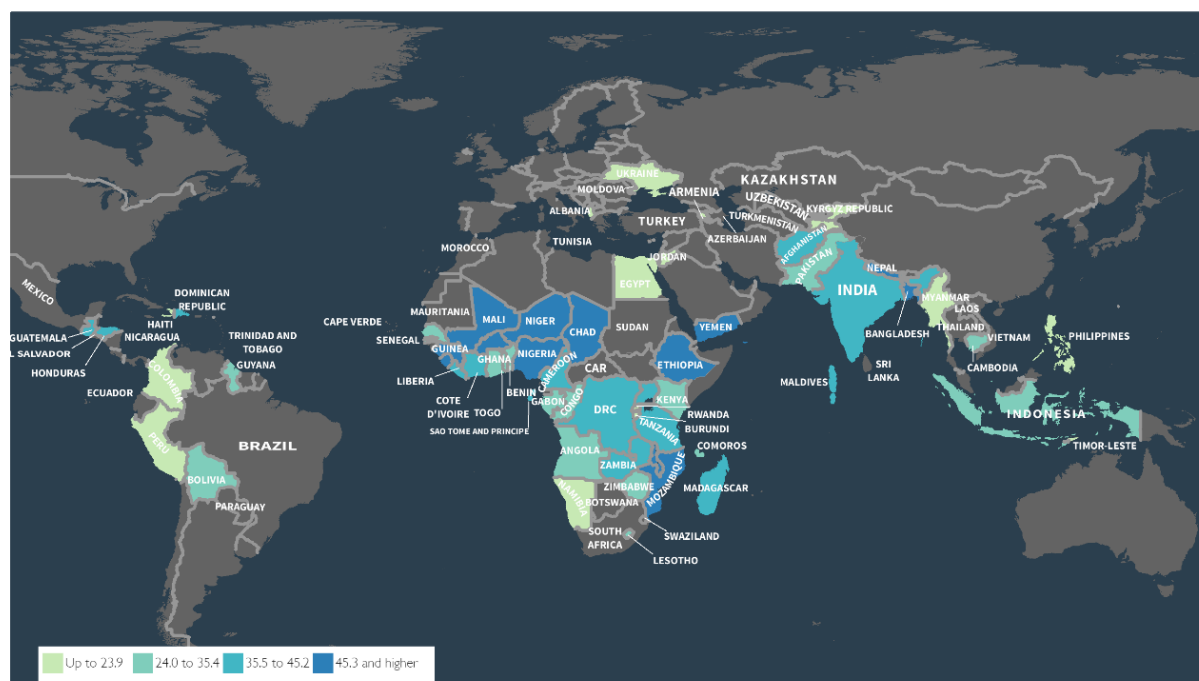 KAZAKHSTAN
UKRAINE
MOLDOVA
ARMENIA
UZBEKISTAN
KYRGYZ REPUBLIC
ALBANIA
TURKEY
TURKMENISTAN
AZERBAIJAN
TUNISIA
MOROCCO
AFGHANISTAN
JORDAN
PAKISTAN
NEPAL
EGYPT
INDIA
MEXICO
DOMINICAN
REPUBLIC
MYANMAR
LAOS
MAURITANIA
MALI
NIGER
CHAD
SUDAN
YEMEN
BANGLADESH
THAILAND
HAITI
NICARAGUA
CAPE VERDE
SENEGAL
GUATEMALA
L SALVADOR
HONDURAS
TRINIDAD AND
TOBAGO
GUYANA
GUINEA
GHANA
NIGERIA
CAMEROON
CAR
ETHIOPIA
SRI
LANKA
VIETNAM
PHILIPPINES
CAMBODIA
COLOMBIA
ECUADOR
LIBERIA
COTE
D'IVOIRE
TOGO
BENIN
SAO TOME AND PRINCIPE
GABON
CONGO
DRC
KENYA
RWANDA
BURUNDI
TANZANIA
MALDIVES
INDONESIA
TIMOR-LESTE
PERU
BRAZIL
BOLIVIA
PARAGUAY
ANGOLA
ZAMBIA
COMOROS
MOZAMBIQUE
MADAGASCAR
ZIMBABWE
NAMIBIA
BOTSWANA
SOUTH
AFRICA
SWAZILAND
LESOTHO
Up to 23.9
24.0 to 35.4
35.5 to 45.2
45.3 and higher